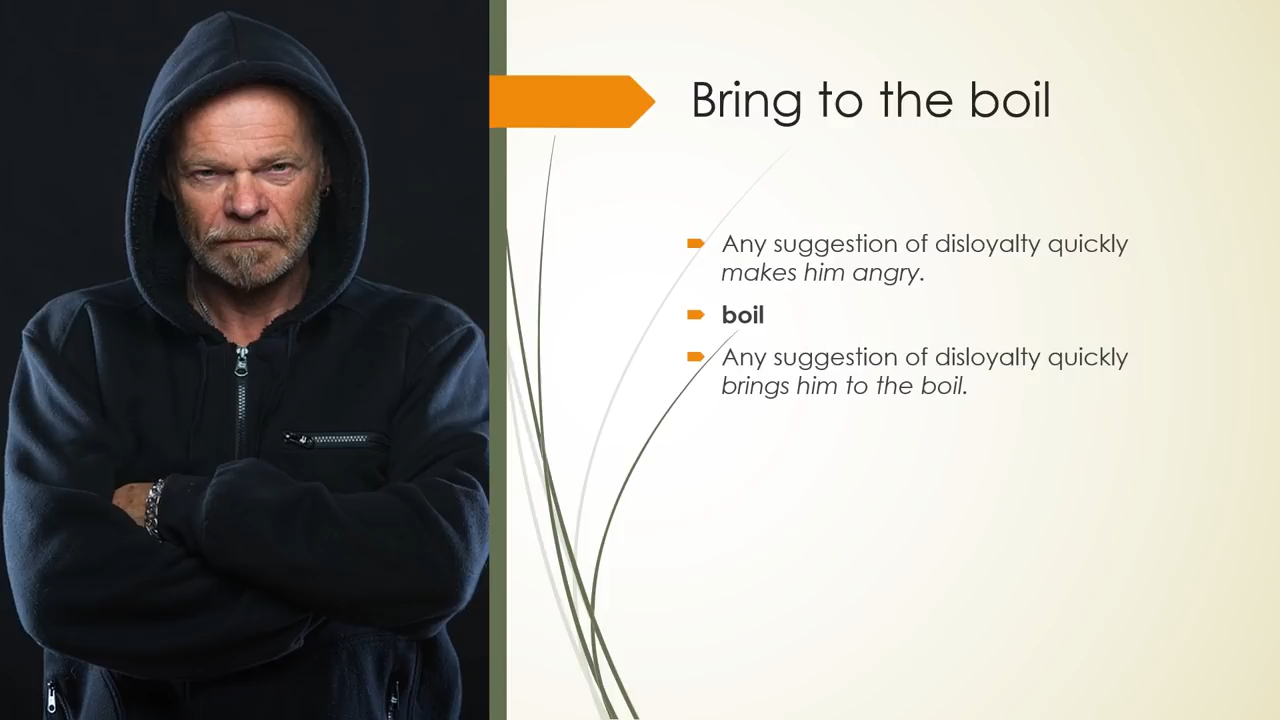 Bring to the boil
Any suggestion of disloyalty quickly
makes him angry.
boil
Any suggestion of disloyalty quickly
brings him to the boil.